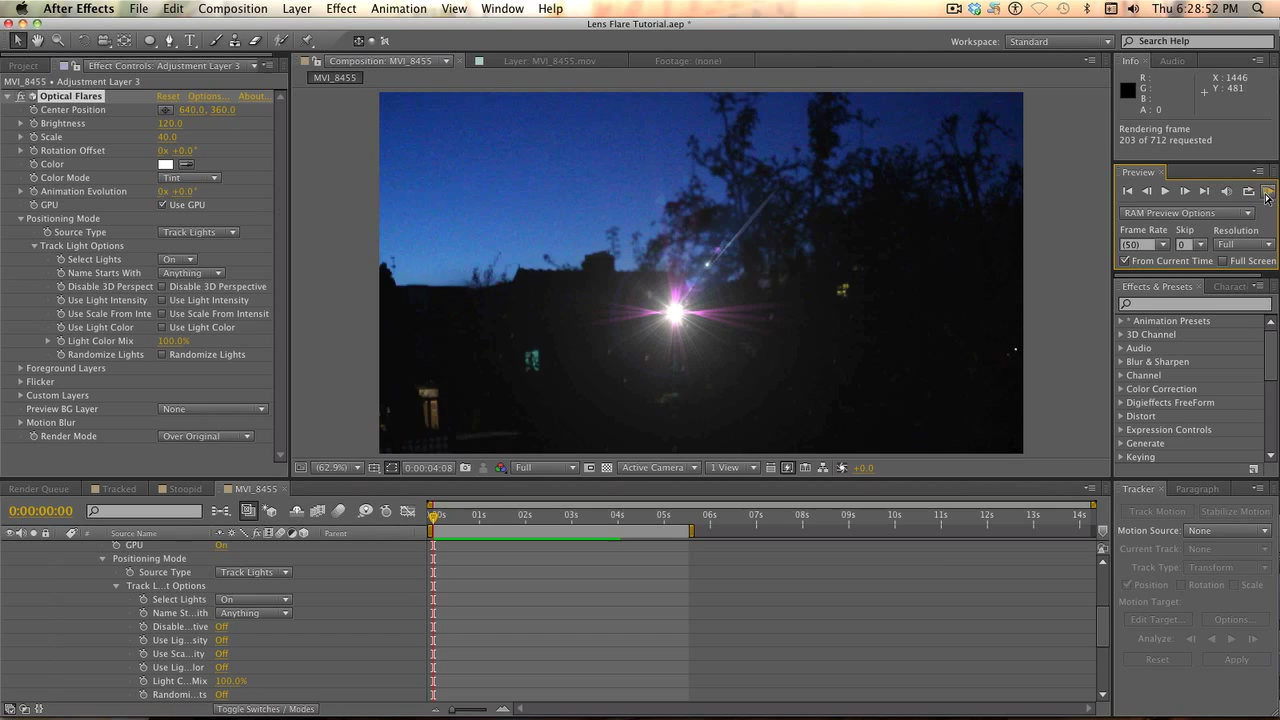 After Effects File Edit Composition Layer Effect Animation View Window Help Thu 6:28:52 PM
Lens Flare Tutorial.aep *
Workspace: Standard Search Help
Project Effect Controls: Adjustment Layer 3 Composition: MVI_8455 Layer: MVI_8455.mov Footage: (none) Info Audio
MVI_8455 • Adjustment Layer 3 MVI_8455
R : X : 1446
G : Y : 481
B :
A : 0
Rendering frame
203 of 712 requested
Optical Flares Reset Options... About...
Center Position 640.0, 360.0
Brightness 120.0
Scale 40.0
Rotation Offset 0x +0.0°
Color
Color Mode Tint
Animation Evolution 0x +0.0°
GPU Use GPU
Positioning Mode
Source Type Track Lights
Track Light Options
Select Lights On
Name Starts With Anything
Disable 3D Perspect Disable 3D Perspective
Use Light Intensity Use Light Intensity
Use Scale From Inte Use Scale From Intensit
Use Light Color Use Light Color
Light Color Mix 100.0%
Randomize Lights Randomize Lights
Foreground Layers
Flicker
Custom Layers
Preview BG Layer None
Motion Blur
Render Mode Over Original
Preview
RAM Preview Options
Frame Rate Skip Resolution
(50) 0 Full
From Current Time Full Screen
Effects & Presets Charact
* Animation Presets
3D Channel
Audio
Blur & Sharpen
Channel
Color Correction
Digieffects FreeForm
Distort
Expression Controls
Generate
Keying
(62.9%) 0:00:04:08 Full Active Camera 1 View +0.0
Render Queue Tracked Stoopid MVI_8455
0:00:00:00
01s 02s 03s 04s 05s 06s 07s 08s 09s 10s 11s 12s 13s 14s
# Source Name Parent
GPU On
Positioning Mode
Source Type Track Lights
Track L...t Options
Select Lights On
Name St...ith Anything
Disable...tive Off
Use Lig...sity Off
Use Sca...ity Off
Use Lig...lor Off
Light C...Mix 100.0%
Randomi...ts Off
Toggle Switches / Modes
Tracker Paragraph
Track Motion Stabilize Motion
Motion Source: None
Current Track: None
Track Type: Transform
Position Rotation Scale
Motion Target:
Edit Target... Options...
Analyze:
Reset Apply